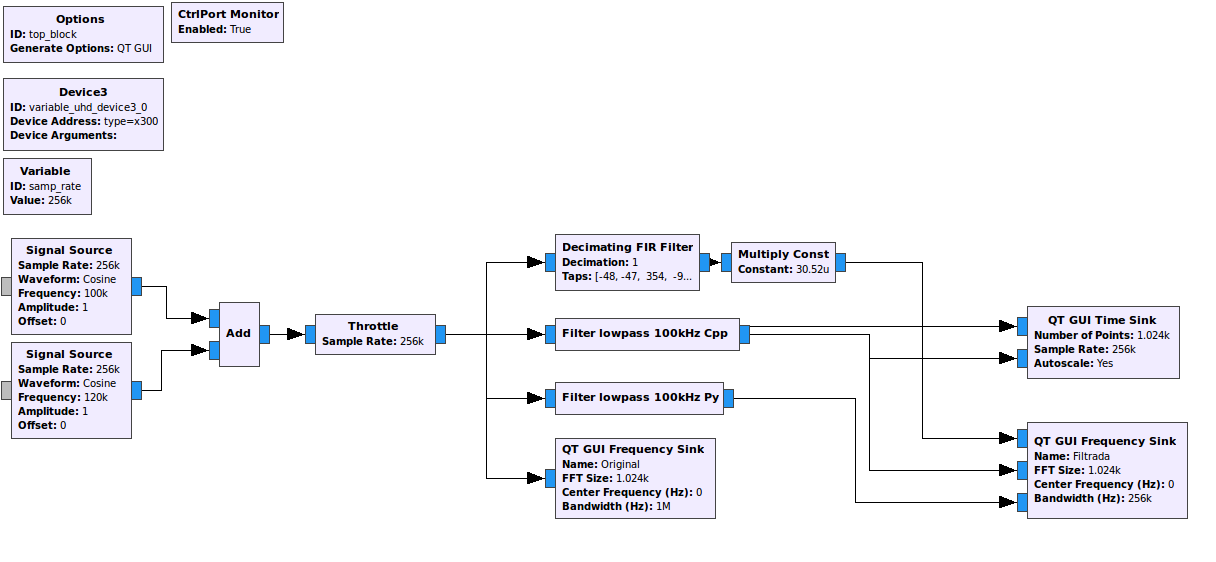 Options
ID: top_block
Generate Options: QT GUI
CtrlPort Monitor
Enabled: True
Device3
ID: variable_uhd_device3_0
Device Address: type=x300
Device Arguments:
Variable
ID: samp_rate
Value: 256k
Signal Source
Sample Rate: 256k
Waveform: Cosine
Frequency: 100k
Amplitude: 1
Offset: 0
Signal Source
Sample Rate: 256k
Waveform: Cosine
Frequency: 120k
Amplitude: 1
Offset: 0
Add
Throttle
Sample Rate: 256k
Decimating FIR Filter
Decimation: 1
Taps: [-48, -47, 354, -9...
Multiply Const
Constant: 30.52u
Filter lowpass 100kHz Cpp
Filter lowpass 100kHz Py
QT GUI Frequency Sink
Name: Original
FFT Size: 1.024k
Center Frequency (Hz): 0
Bandwidth (Hz): 1M
QT GUI Time Sink
Number of Points: 1.024k
Sample Rate: 256k
Autoscale: Yes
QT GUI Frequency Sink
Name: Filtrada
FFT Size: 1.024k
Center Frequency (Hz): 0
Bandwidth (Hz): 256k